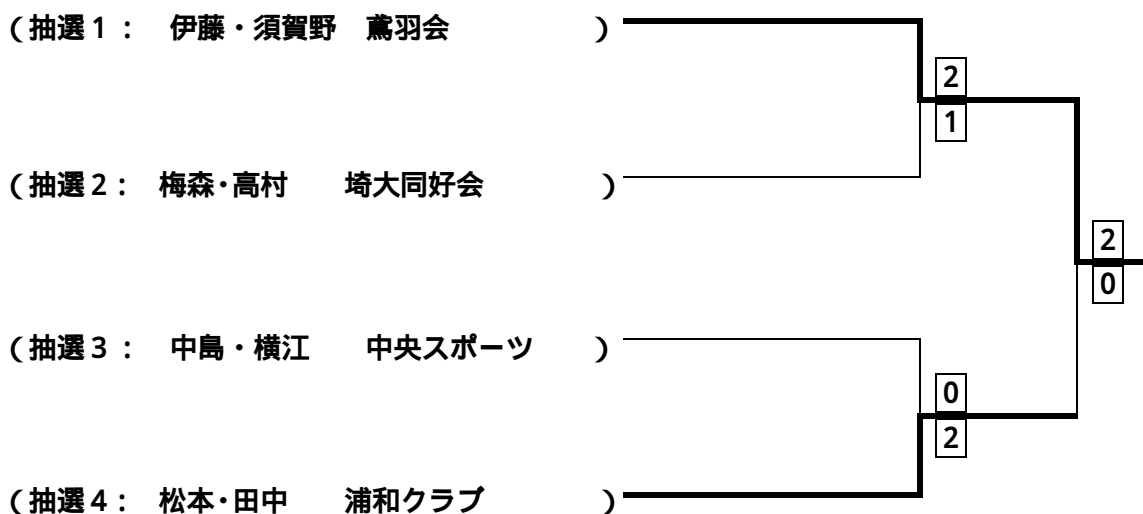 (抽選1： 伊藤・須賀野 鳶羽会 )
2
1
(抽選2： 梅森・高村 埼大同好会 )
2
0
(抽選3： 中島・横江 中央スポーツ )
0
2
(抽選4： 松本・田中 浦和クラブ )